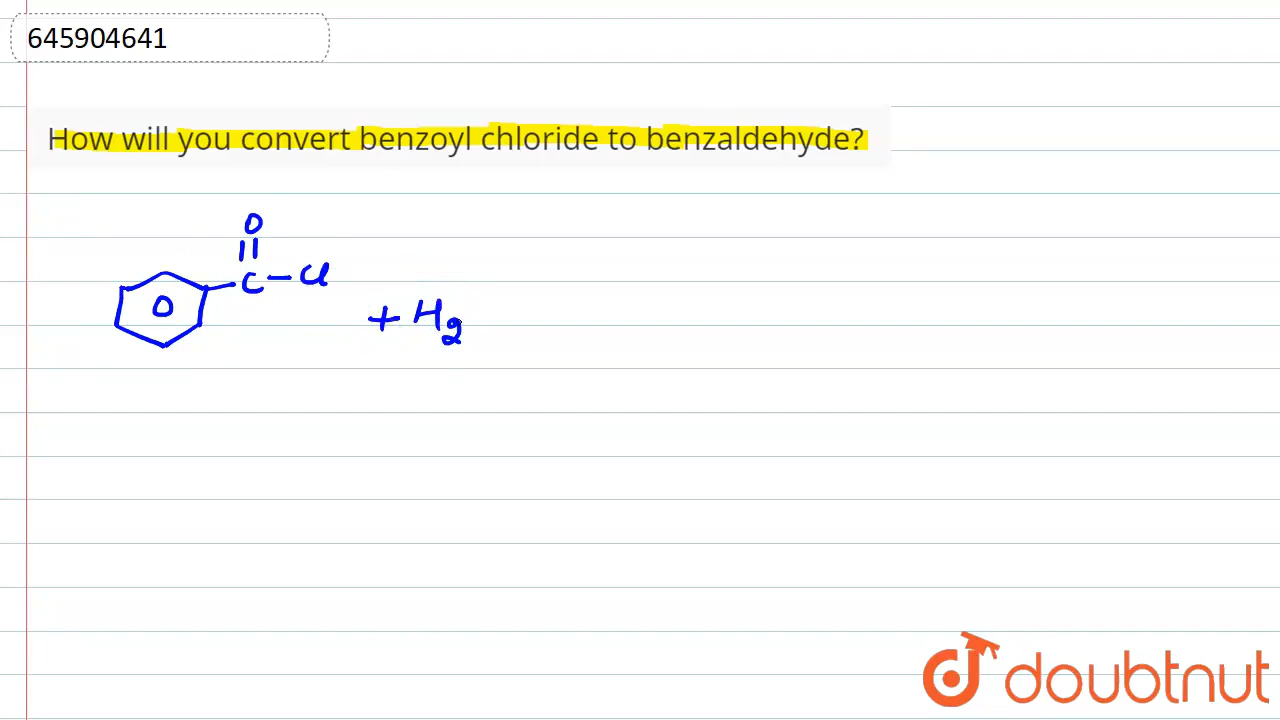 645904641
How will you convert benzoyl chloride to benzaldehyde?
O
C - Cl
+ H2
doubtnut